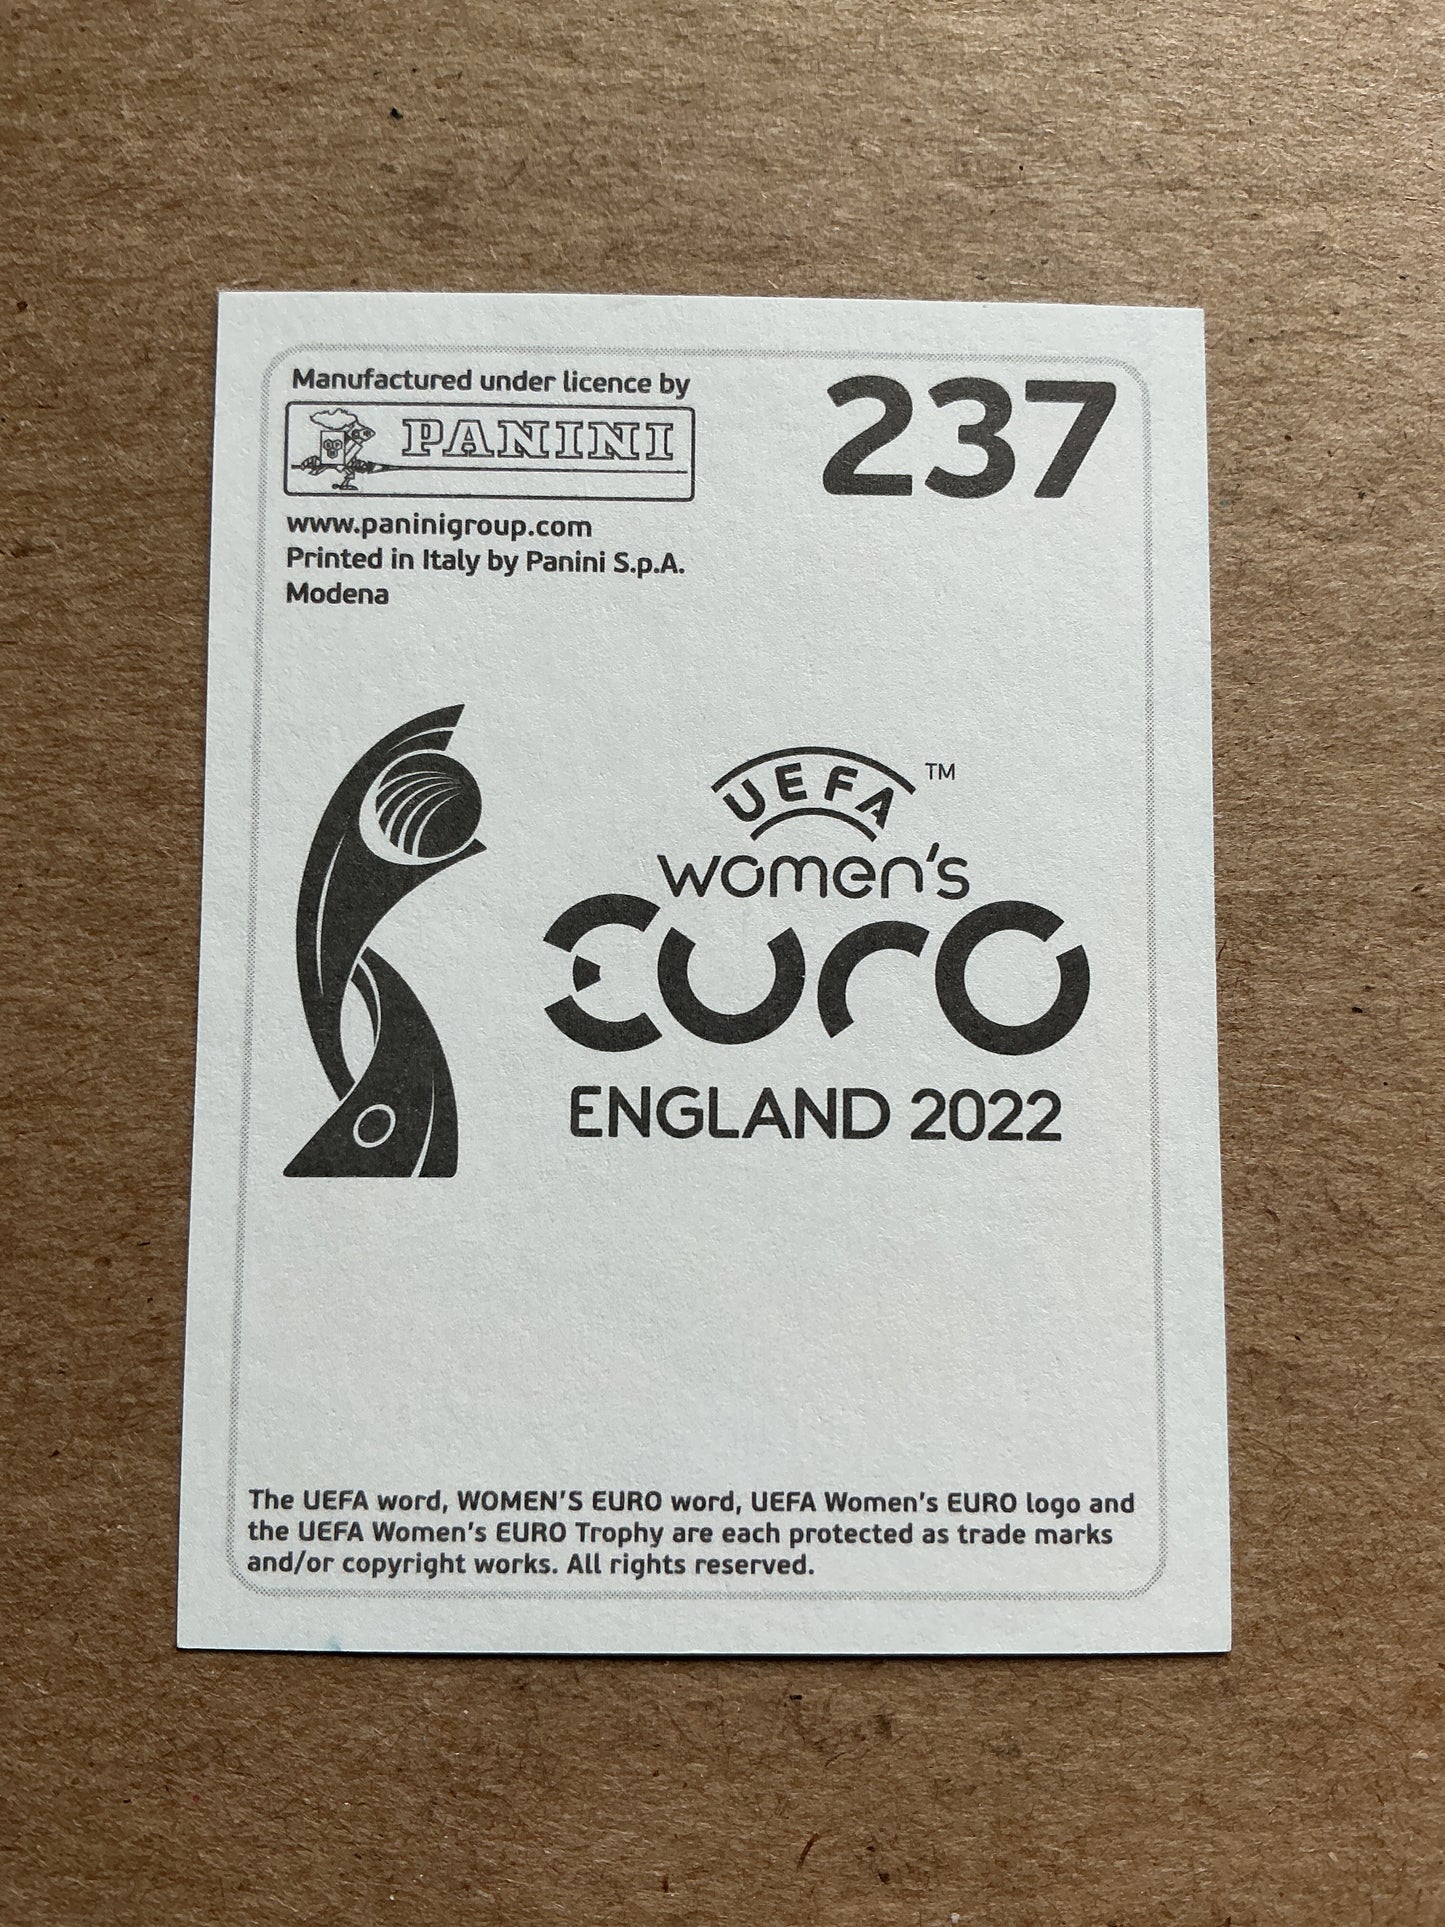 Manufactured under licence by
PANINI
237
www.paninigroup.com
Printed in Italy by Panini S.p.A.
Modena
UEFA TM
women's
EURO
ENGLAND 2022
The UEFA word, WOMEN'S EURO word, UEFA Women's EURO logo and
the UEFA Women's EURO Trophy are each protected as trade marks
and/or copyright works. All rights reserved.